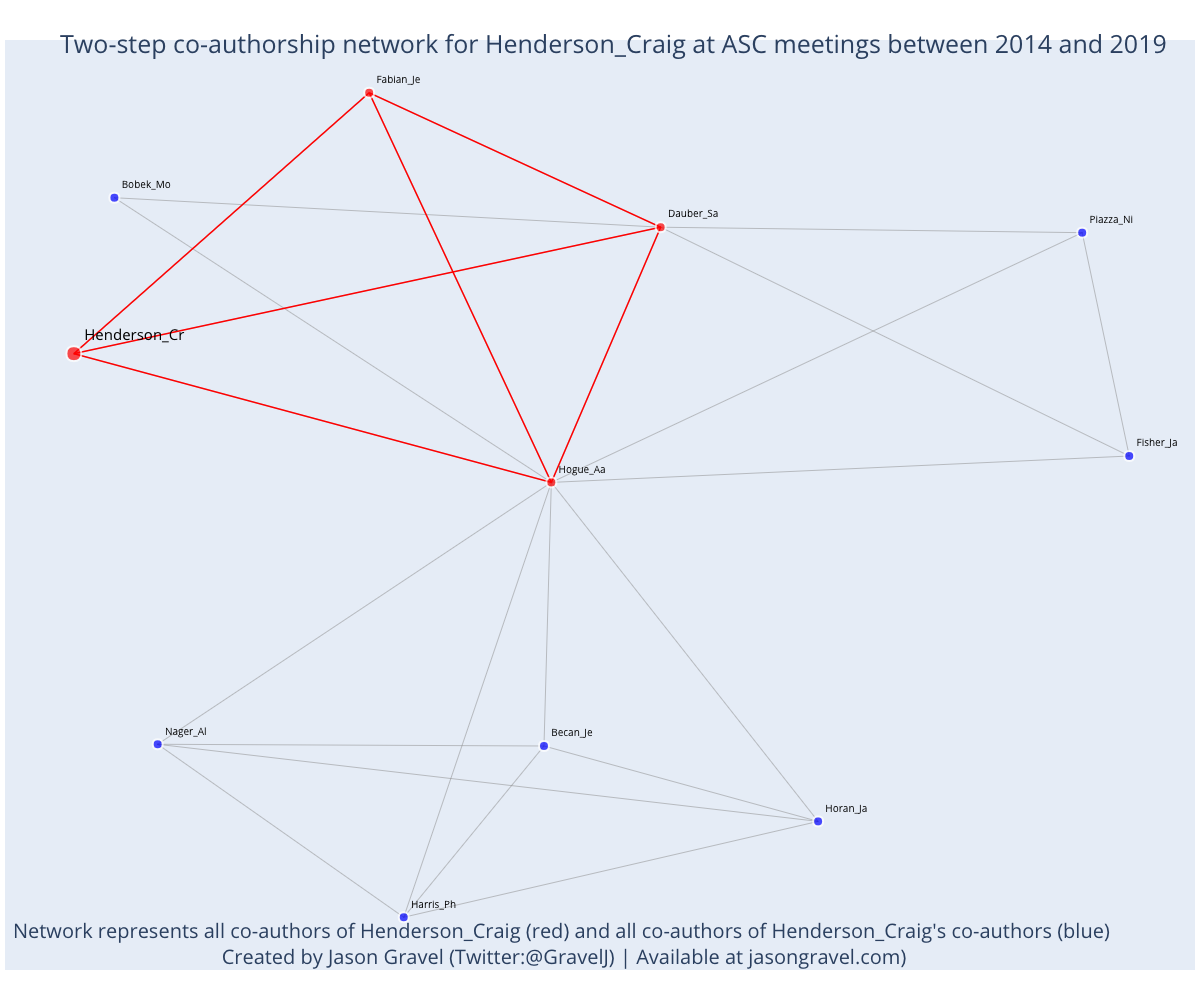 Two-step co-authorship network for Henderson_Craig at ASC meetings between 2014 and 2019
Fabian_Je
Bobek_Mo
Dauber_Sa
Piazza_Ni
Henderson_Cr
Fisher_Ja
Hogue_Aa
Nager_Al
Becan_Je
Horan_Ja
Harris_Ph
Network represents all co-authors of Henderson_Craig (red) and all co-authors of Henderson_Craig's co-authors (blue)
Created by Jason Gravel (Twitter:@GravelJ) | Available at jasongravel.com)